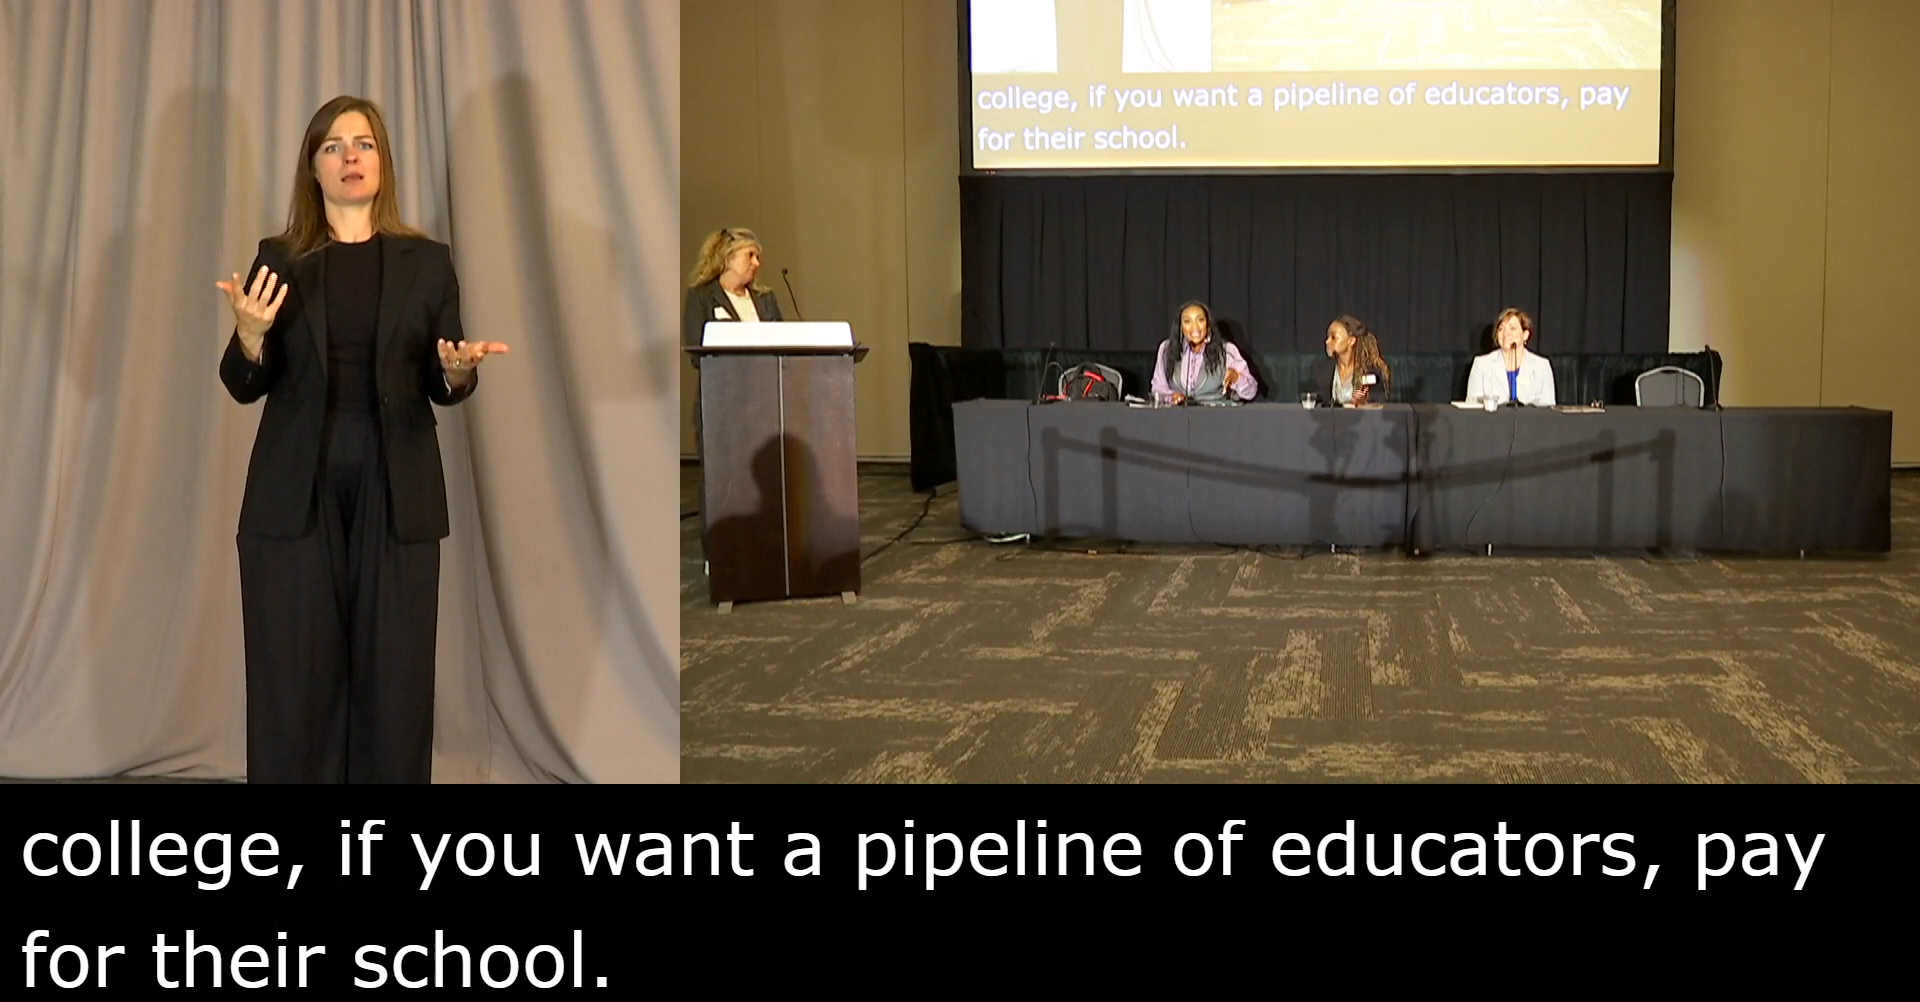 college, if you want a pipeline of educators, pay
for their school.
college, if you want a pipeline of educators, pay
for their school.